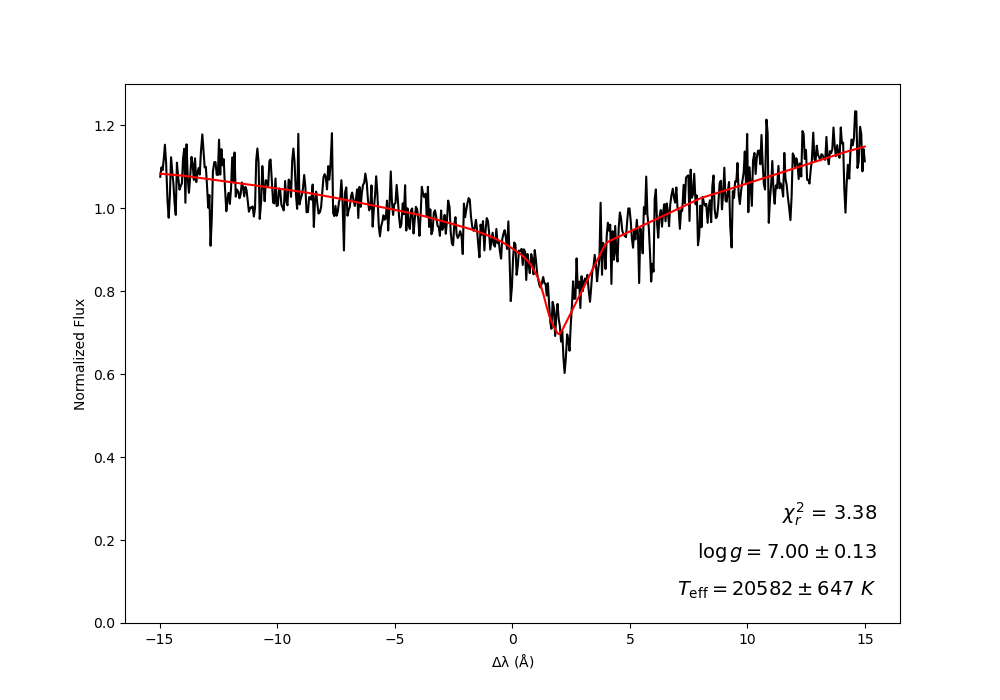 1.2
1.0
0.8
0.6
0.4
0.2
0.0
Normalized Flux
χ²ᵣ = 3.38
log g = 7.00 ± 0.13
T_eff = 20582 ± 647 K
−15 −10 −5 0 5 10 15
Δλ (Å)